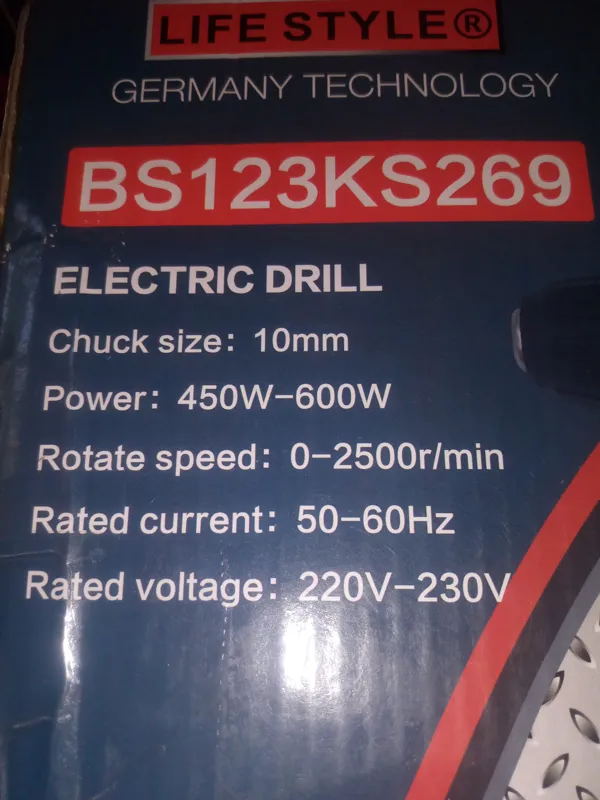 LIFE STYLE®
GERMANY TECHNOLOGY
BS123KS269
ELECTRIC DRILL
Chuck size: 10mm
Power: 450W-600W
Rotate speed: 0-2500r/min
Rated current: 50-60Hz
Rated voltage: 220V-230V